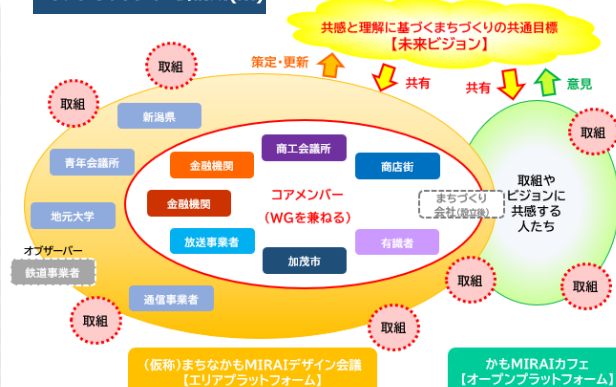 共感と理解に基づくまちづくりの共通目標
【未来ビジョン】
策定・更新
共有
共有
意見
取組
取組
取組
新潟県
商工会議所
青年会議所
金融機関
商店街
取組や
ビジョンに
共感する
人たち
金融機関
コアメンバー
(WGを兼ねる)
まちづくり
会社(設立後)
地元大学
放送事業者
有識者
オブザーバー
鉄道事業者
加茂市
通信事業者
取組
取組
取組
取組
(仮称)まちなかもMIRAIデザイン会議
【エリアプラットフォーム】
かもMIRAIカフェ
【オープンプラットフォーム】